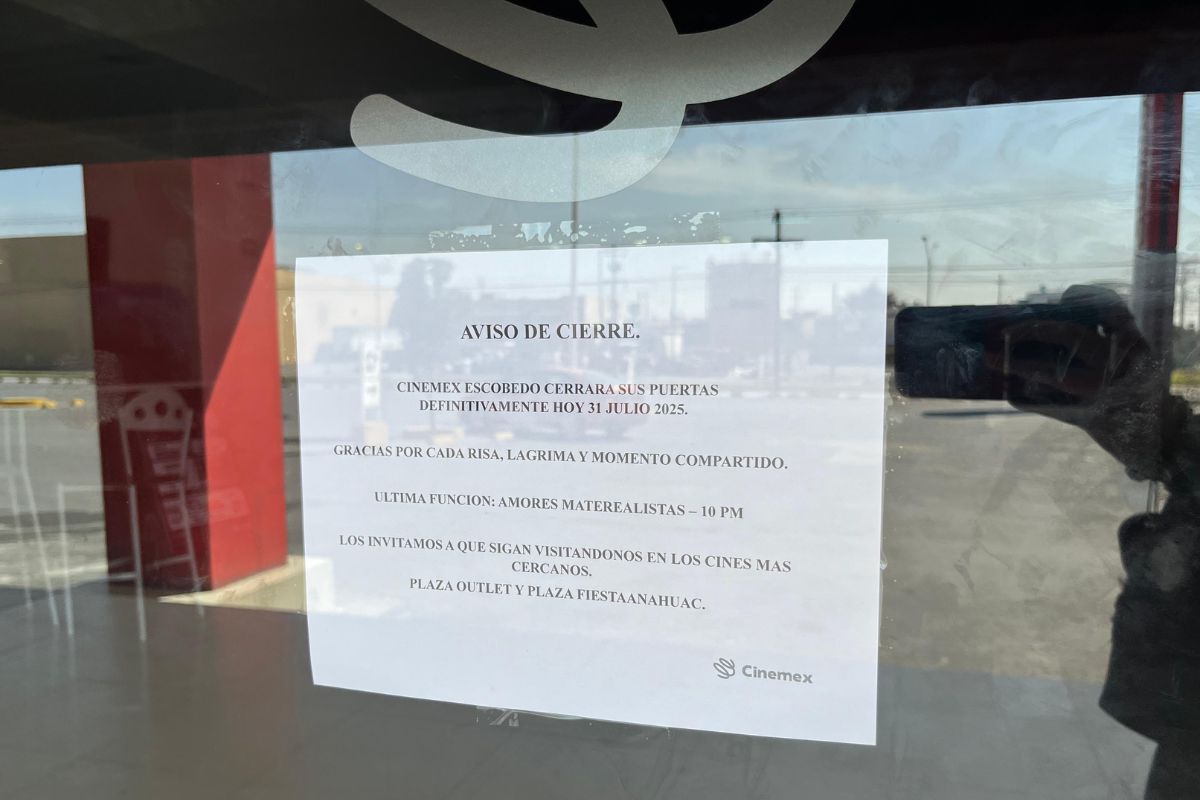 AVISO DE CIERRE.
CINEMEX ESCOBEDO CERRARA SUS PUERTAS
DEFINITIVAMENTE HOY 31 JULIO 2025.
GRACIAS POR CADA RISA, LAGRIMA Y MOMENTO COMPARTIDO.
ULTIMA FUNCION: AMORES MATEREALISTAS – 10 PM
LOS INVITAMOS A QUE SIGAN VISITANDONOS EN LOS CINES MAS
CERCANOS.
PLAZA OUTLET Y PLAZA FIESTAANAHUAC.
Cinemex